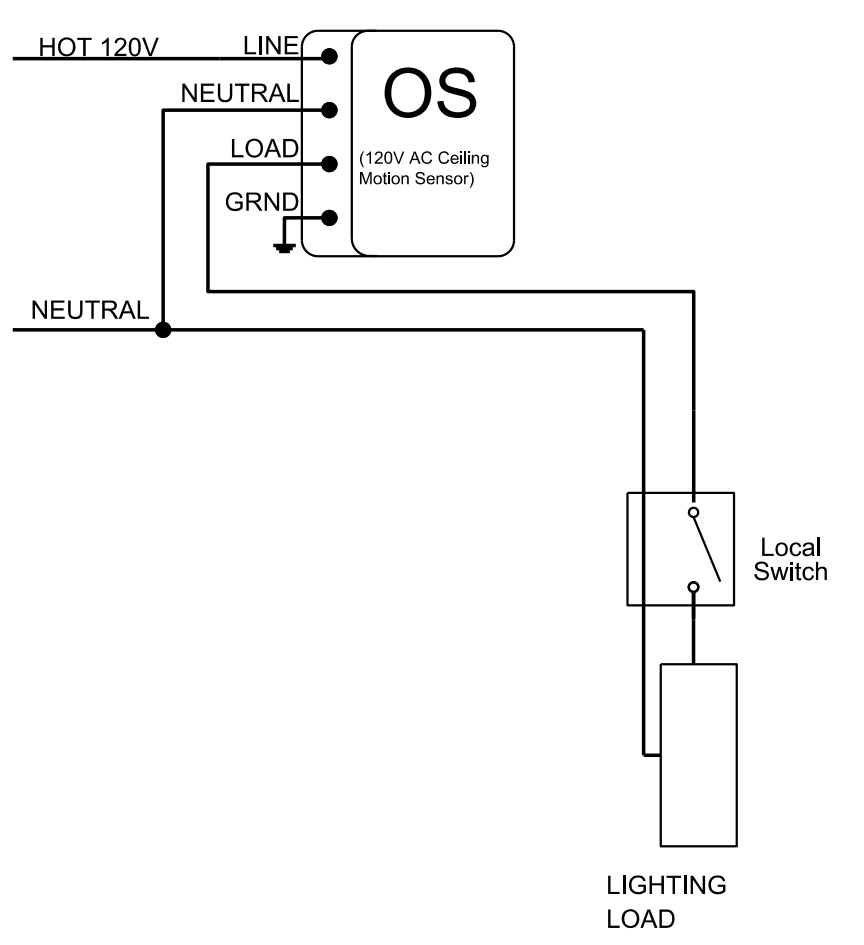 HOT 120V
LINE
NEUTRAL
LOAD
GRND
OS
(120V AC Ceiling
Motion Sensor)
NEUTRAL
Local
Switch
LIGHTING
LOAD